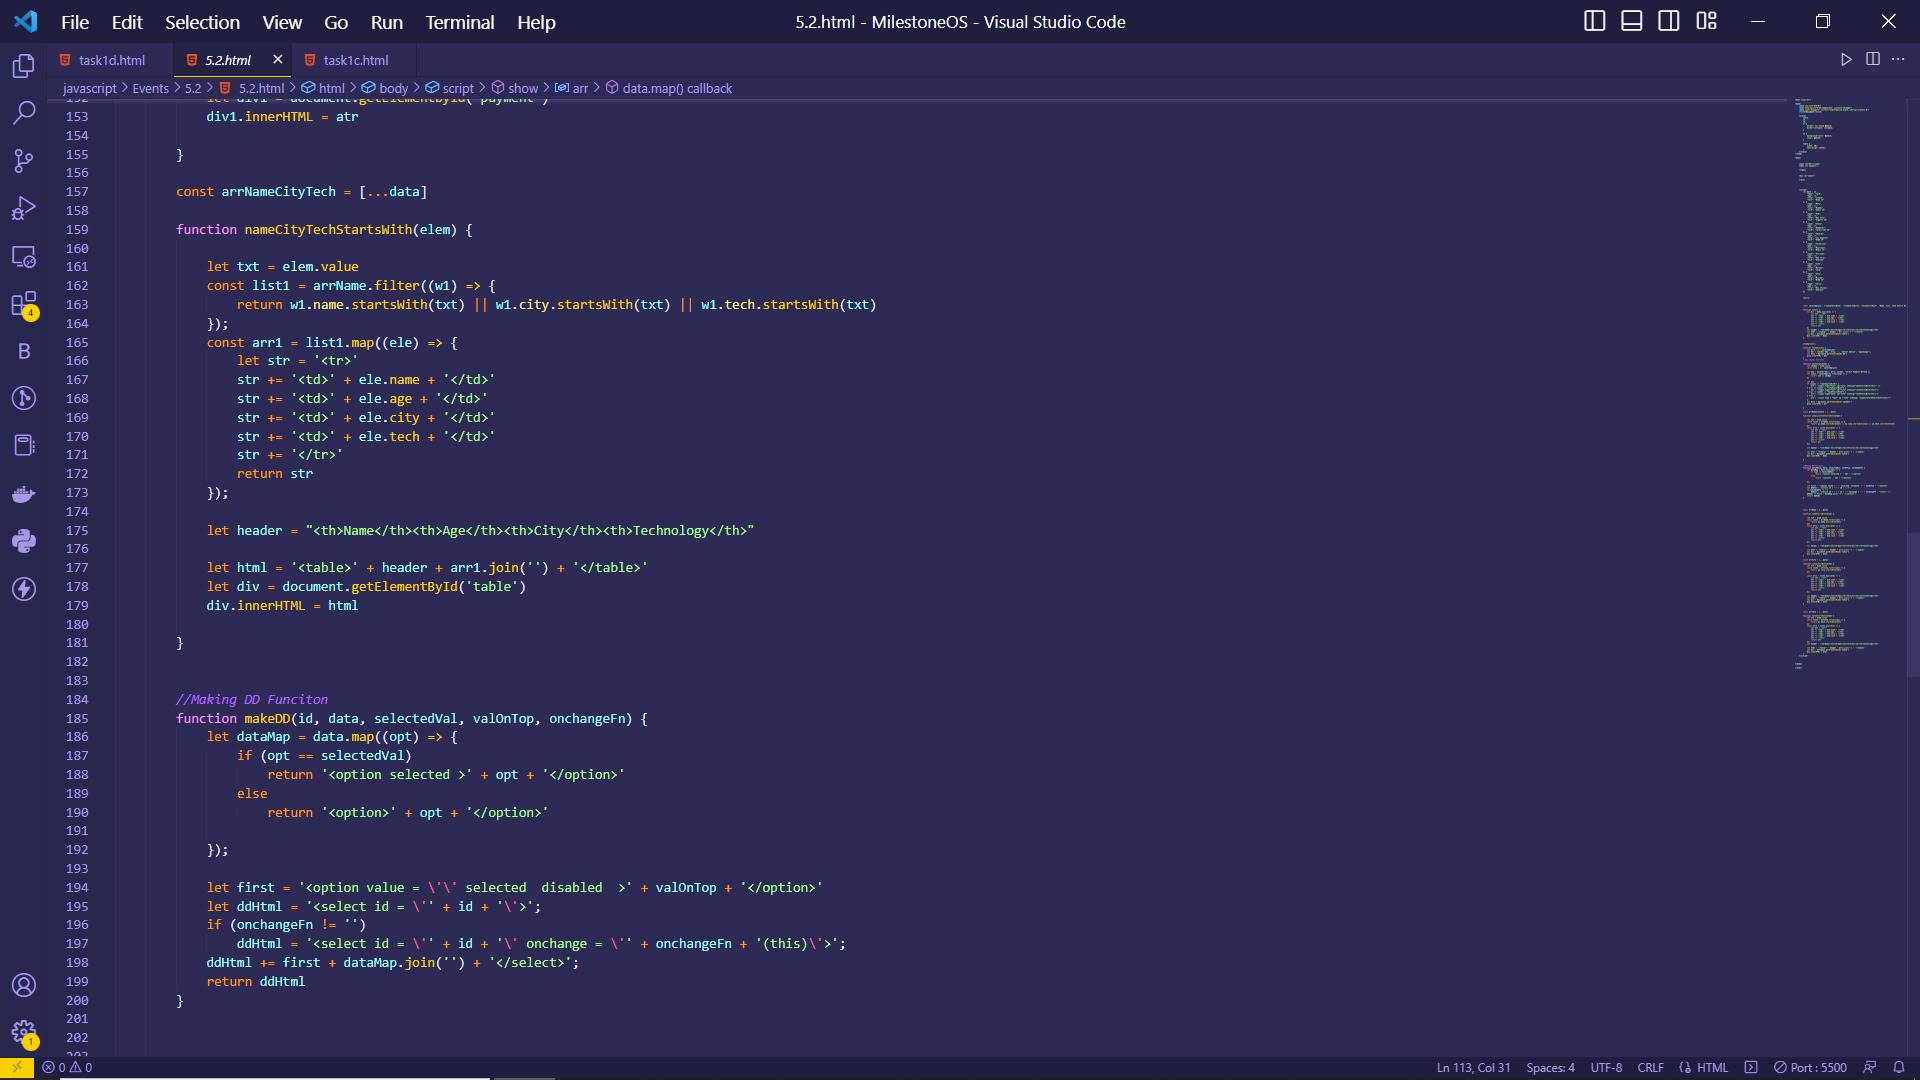 File Edit Selection View Go Run Terminal Help
5.2.html - MilestoneOS - Visual Studio Code
task1d.html
5.2.html
task1c.html
javascript > Events > 5.2 > 5.2.html > html > body > script > show > arr > data.map() callback
152 let div1 = document.getElementById('payment')
153 div1.innerHTML = atr
154
155 }
156
157 const arrNameCityTech = [...data]
158
159 function nameCityTechStartsWith(elem) {
160
161 let txt = elem.value
162 const list1 = arrName.filter((w1) => {
163 return w1.name.startsWith(txt) || w1.city.startsWith(txt) || w1.tech.startsWith(txt)
164 });
165 const arr1 = list1.map((ele) => {
166 let str = '<tr>'
167 str += '<td>' + ele.name + '</td>'
168 str += '<td>' + ele.age + '</td>'
169 str += '<td>' + ele.city + '</td>'
170 str += '<td>' + ele.tech + '</td>'
171 str += '</tr>'
172 return str
173 });
174
175 let header = "<th>Name</th><th>Age</th><th>City</th><th>Technology</th>"
176
177 let html = '<table>' + header + arr1.join('') + '</table>'
178 let div = document.getElementById('table')
179 div.innerHTML = html
180
181 }
182
183
184 //Making DD Funciton
185 function makeDD(id, data, selectedVal, valOnTop, onchangeFn) {
186 let dataMap = data.map((opt) => {
187 if (opt == selectedVal)
188 return '<option selected >' + opt + '</option>'
189 else
190 return '<option>' + opt + '</option>'
191
192 });
193
194 let first = '<option value = \'\' selected  disabled  >' + valOnTop + '</option>'
195 let ddHtml = '<select id = \'' + id + '\'>';
196 if (onchangeFn != '')
197 ddHtml = '<select id = \'' + id + '\' onchange = \'' + onchangeFn + '(this)\'>';
198 ddHtml += first + dataMap.join('') + '</select>';
199 return ddHtml
200 }
201
202
203
4
B
1
0 0
Ln 113, Col 31 Spaces: 4 UTF-8 CRLF HTML Port : 5500